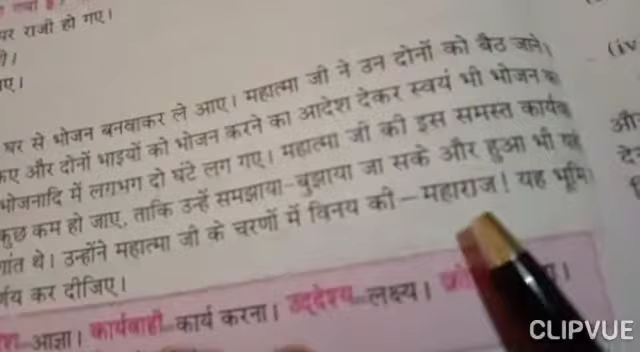 पर राजी हो गए।
घर से भोजन बनवाकर ले आए। महात्मा जी ने उन दोनों को बैठ जाने।
और दोनों भाइयों को भोजन करने का आदेश देकर स्वयं भी भोजन
भोजनादि में लगभग दो घंटे लग गए। महात्मा जी की इस समस्त
कुछ कम हो जाए, ताकि उन्हें समझाया-बुझाया जा सके और हुआ भी
शांत थे। उन्होंने महात्मा जी के चरणों में विनय की – महाराज! यह भूमि
कर दीजिए।
आज्ञा। कार्यवाही-कार्य करना। उद्देश्य-लक्ष्य।
(iv
CLIPVUE